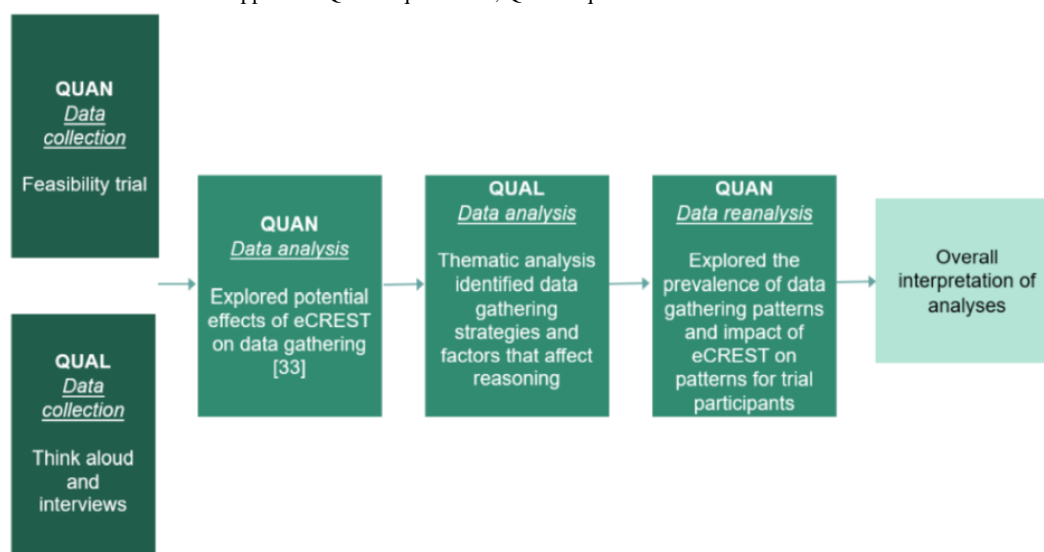 QUAN
Data
collection
Feasibility trial
QUAL
Data
collection
Think aloud
and
interviews
QUAN
Data analysis
Explored potential
effects of eCREST
on data gathering
[33]
QUAL
Data analysis
Thematic analysis
identified data
gathering
strategies and
factors that affect
reasoning
QUAN
Data reanalysis
Explored the
prevalence of data
gathering patterns
and impact of
eCREST on
patterns for trial
participants
Overall
interpretation of
analyses